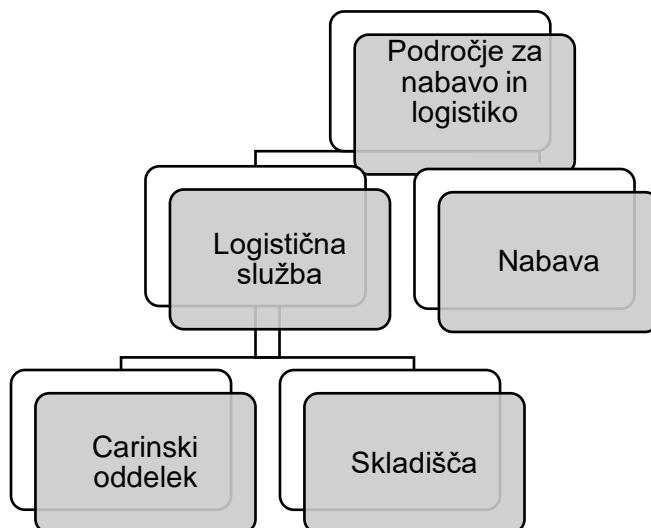 Področje za
nabavo in
logistiko
Logistična
služba
Nabava
Carinski
oddelek
Skladišča